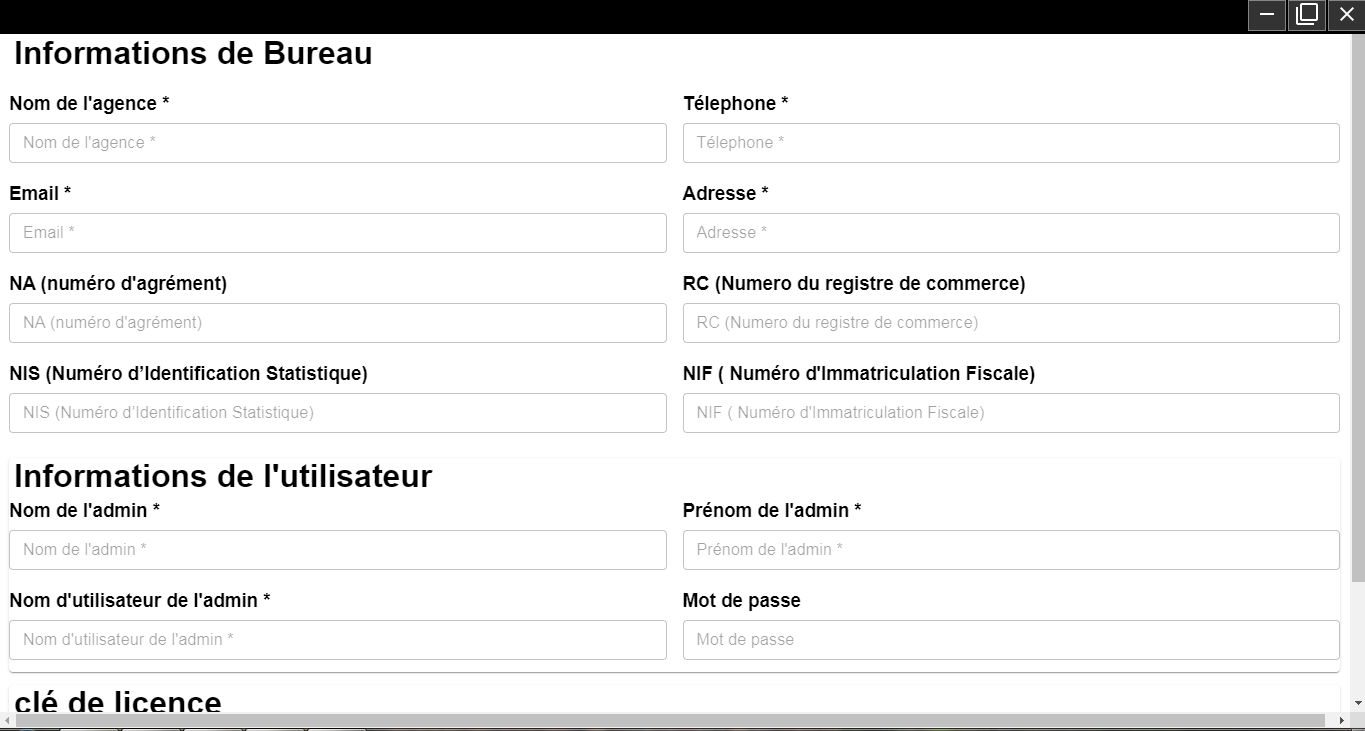 Informations de Bureau
Nom de l'agence * Télephone *
Nom de l'agence * Télephone *
Email * Adresse *
Email * Adresse *
NA (numéro d'agrément) RC (Numero du registre de commerce)
NA (numéro d'agrément) RC (Numero du registre de commerce)
NIS (Numéro d’Identification Statistique) NIF ( Numéro d'Immatriculation Fiscale)
NIS (Numéro d’Identification Statistique) NIF ( Numéro d'Immatriculation Fiscale)
Informations de l'utilisateur
Nom de l'admin * Prénom de l'admin *
Nom de l'admin * Prénom de l'admin *
Nom d'utilisateur de l'admin * Mot de passe
Nom d'utilisateur de l'admin * Mot de passe
clé de licence